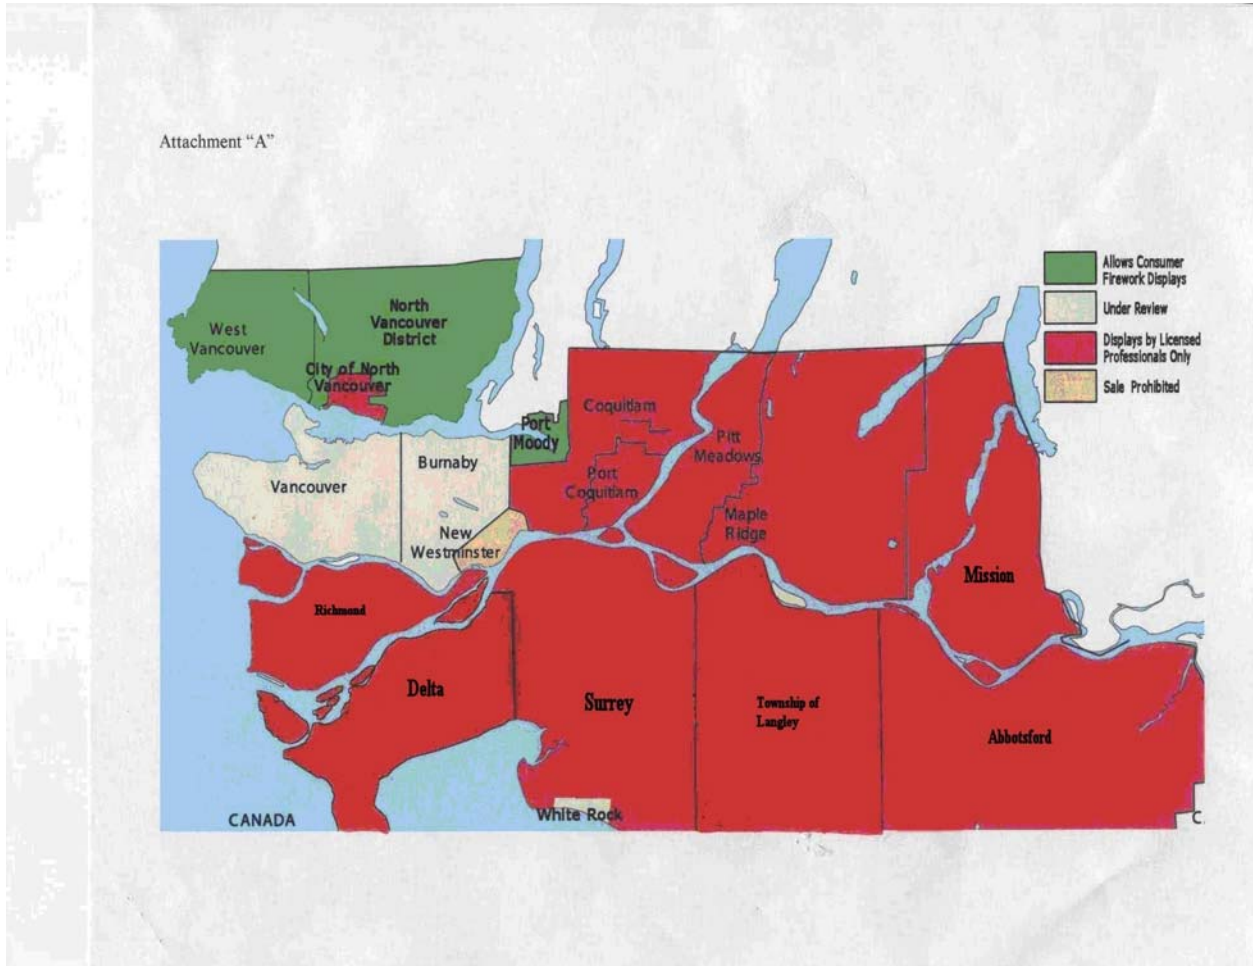 Attachment “A”
Allows Consumer
Firework Displays
Under Review
Displays by Licensed
Professionals Only
Sale Prohibited
West
Vancouver
North
Vancouver
District
City of North
Vancouver
Port
Moody
Coquitlam
Port
Coquitlam
Pitt
Meadows
Maple
Ridge
Vancouver
Burnaby
New
Westminster
Mission
Richmond
Delta
Surrey
Township of
Langley
Abbotsford
White Rock
CANADA
C